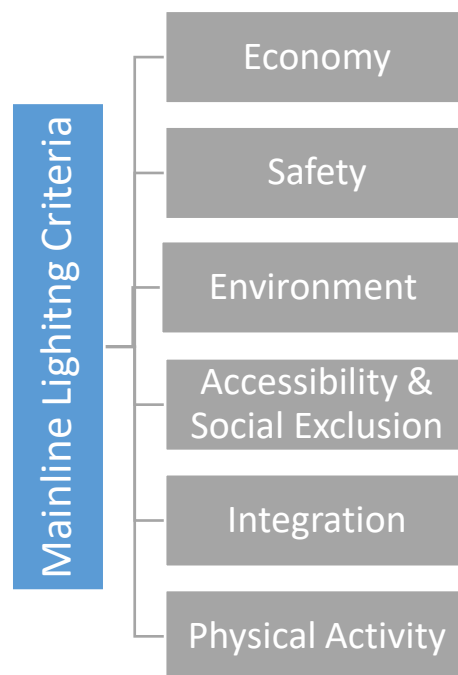 Mainline Lighitng Criteria
Economy
Safety
Environment
Accessibility &
Social Exclusion
Integration
Physical Activity